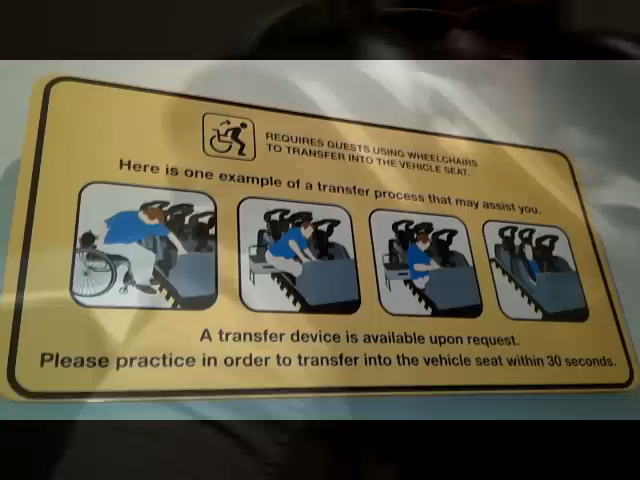 REQUIRES GUESTS USING WHEELCHAIRS
TO TRANSFER INTO THE VEHICLE SEAT.
Here is one example of a transfer process that may assist you.
A transfer device is available upon request.
Please practice in order to transfer into the vehicle seat within 30 seconds.